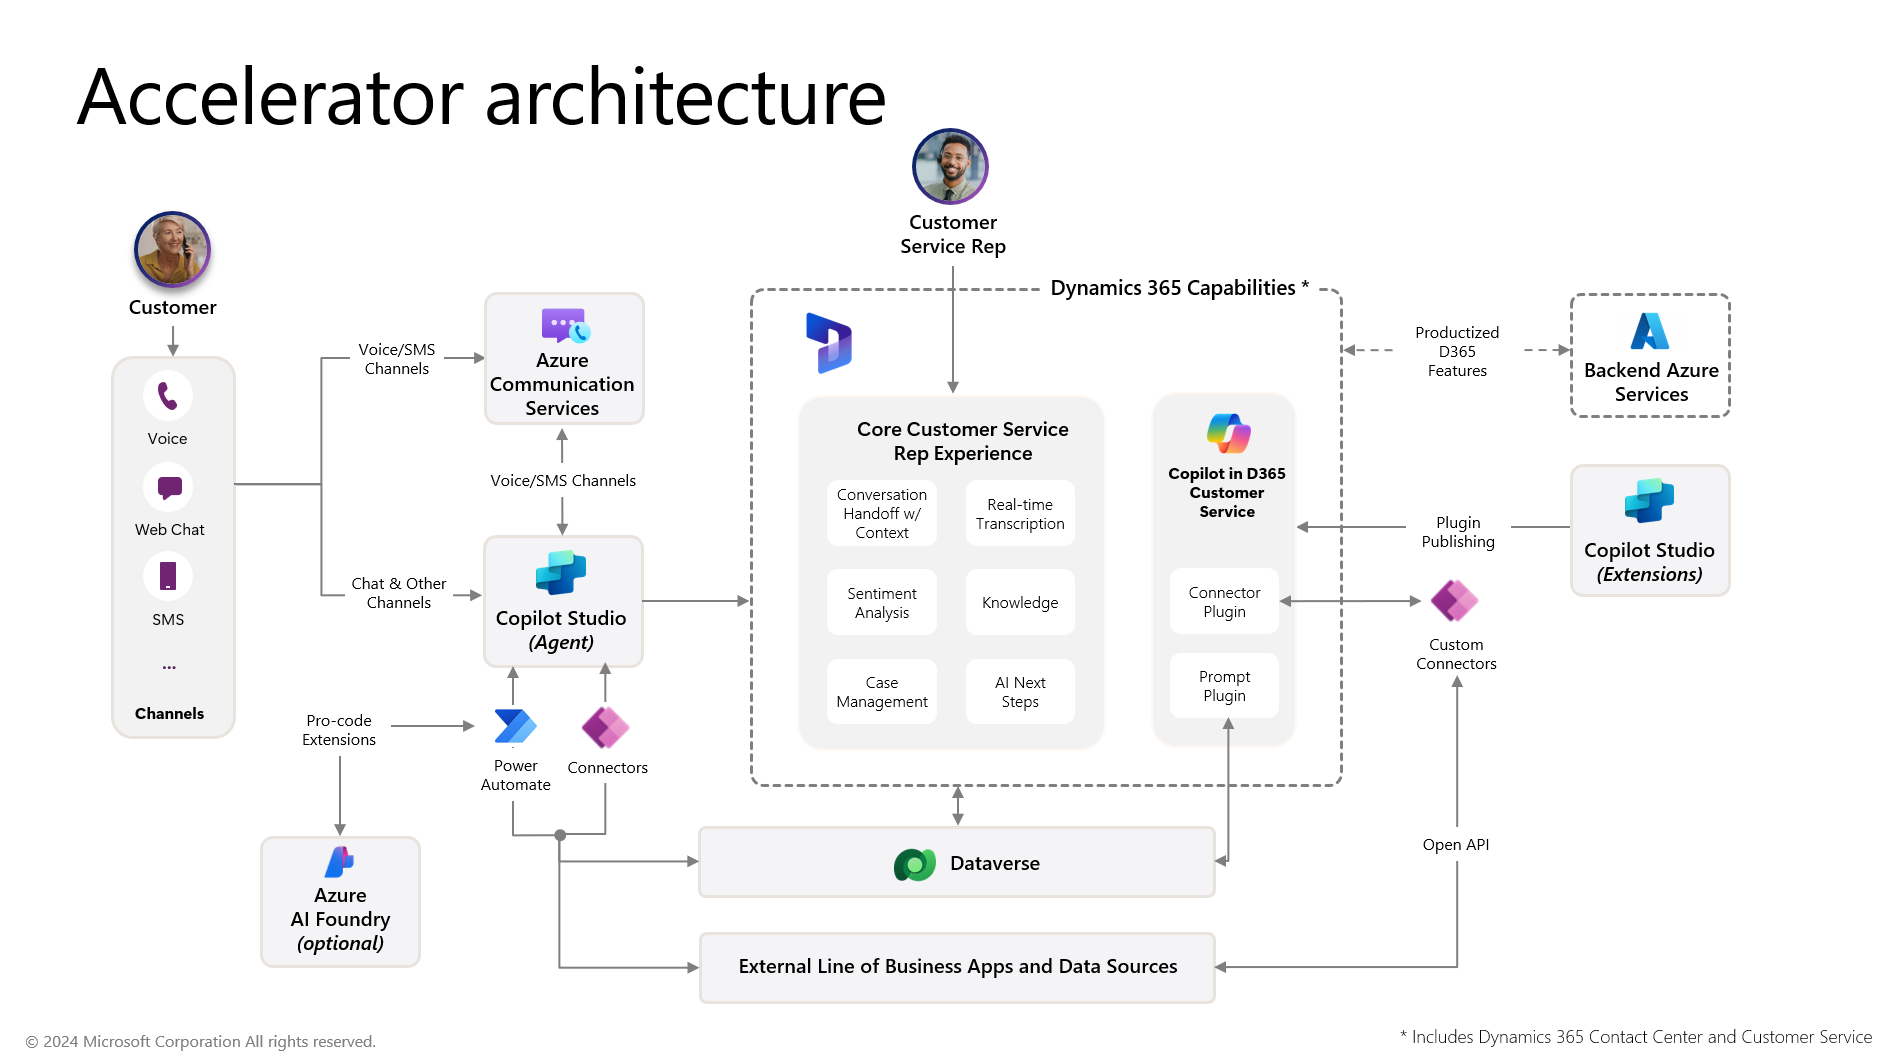 Accelerator architecture
Customer
Service Rep
Customer
Dynamics 365 Capabilities *
Voice/SMS
Channels
Azure
Communication
Services
Productized
D365
Features
Backend Azure
Services
Voice
Web Chat
SMS
...
Channels
Voice/SMS Channels
Chat & Other
Channels
Copilot Studio
(Agent)
Core Customer Service
Rep Experience
Conversation
Handoff w/
Context
Real-time
Transcription
Sentiment
Analysis
Knowledge
Case
Management
AI Next
Steps
Copilot in D365
Customer
Service
Connector
Plugin
Prompt
Plugin
Plugin
Publishing
Copilot Studio
(Extensions)
Custom
Connectors
Pro-code
Extensions
Power
Automate
Connectors
Azure
AI Foundry
(optional)
Dataverse
Open API
External Line of Business Apps and Data Sources
© 2024 Microsoft Corporation All rights reserved.
* Includes Dynamics 365 Contact Center and Customer Service